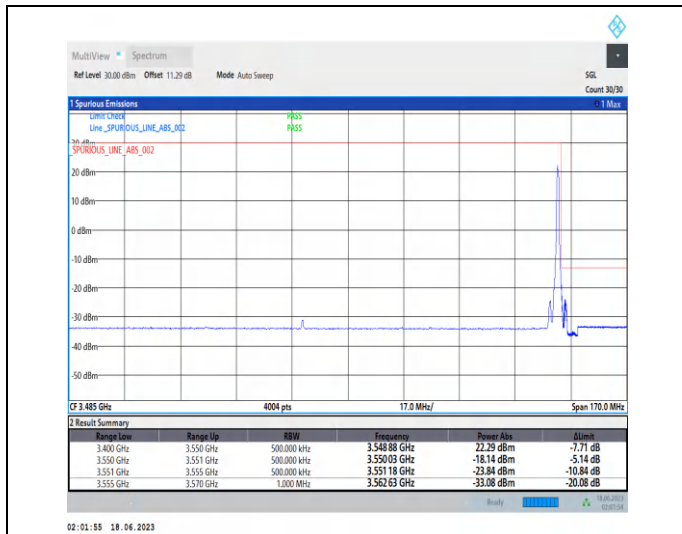 MultiView Spectrum
Ref Level 30.00 dBm Offset 11.29 dB Mode Auto Sweep SGL
Count 30/30
1 Spurious Emissions 1 Max
Limit Check PASS
Line _SPURIOUS_LINE_ABS_002 PASS
_SPURIOUS_LINE_ABS_002
20 dBm
10 dBm
0 dBm
-10 dBm
-20 dBm
-30 dBm
-40 dBm
-50 dBm
CF 3.485 GHz 4004 pts 17.0 MHz/ Span 170.0 MHz
2 Result Summary
Range Low Range Up RBW Frequency Power Abs ΔLimit
3.400 GHz 3.550 GHz 500.000 kHz 3.548 88 GHz 22.29 dBm -7.71 dB
3.550 GHz 3.551 GHz 500.000 kHz 3.550 03 GHz -18.14 dBm -5.14 dB
3.551 GHz 3.555 GHz 500.000 kHz 3.551 18 GHz -23.84 dBm -10.84 dB
3.555 GHz 3.570 GHz 1.000 MHz 3.562 63 GHz -33.08 dBm -20.08 dB
Ready 18.06.2023
02:01:54
02:01:55 18.06.2023